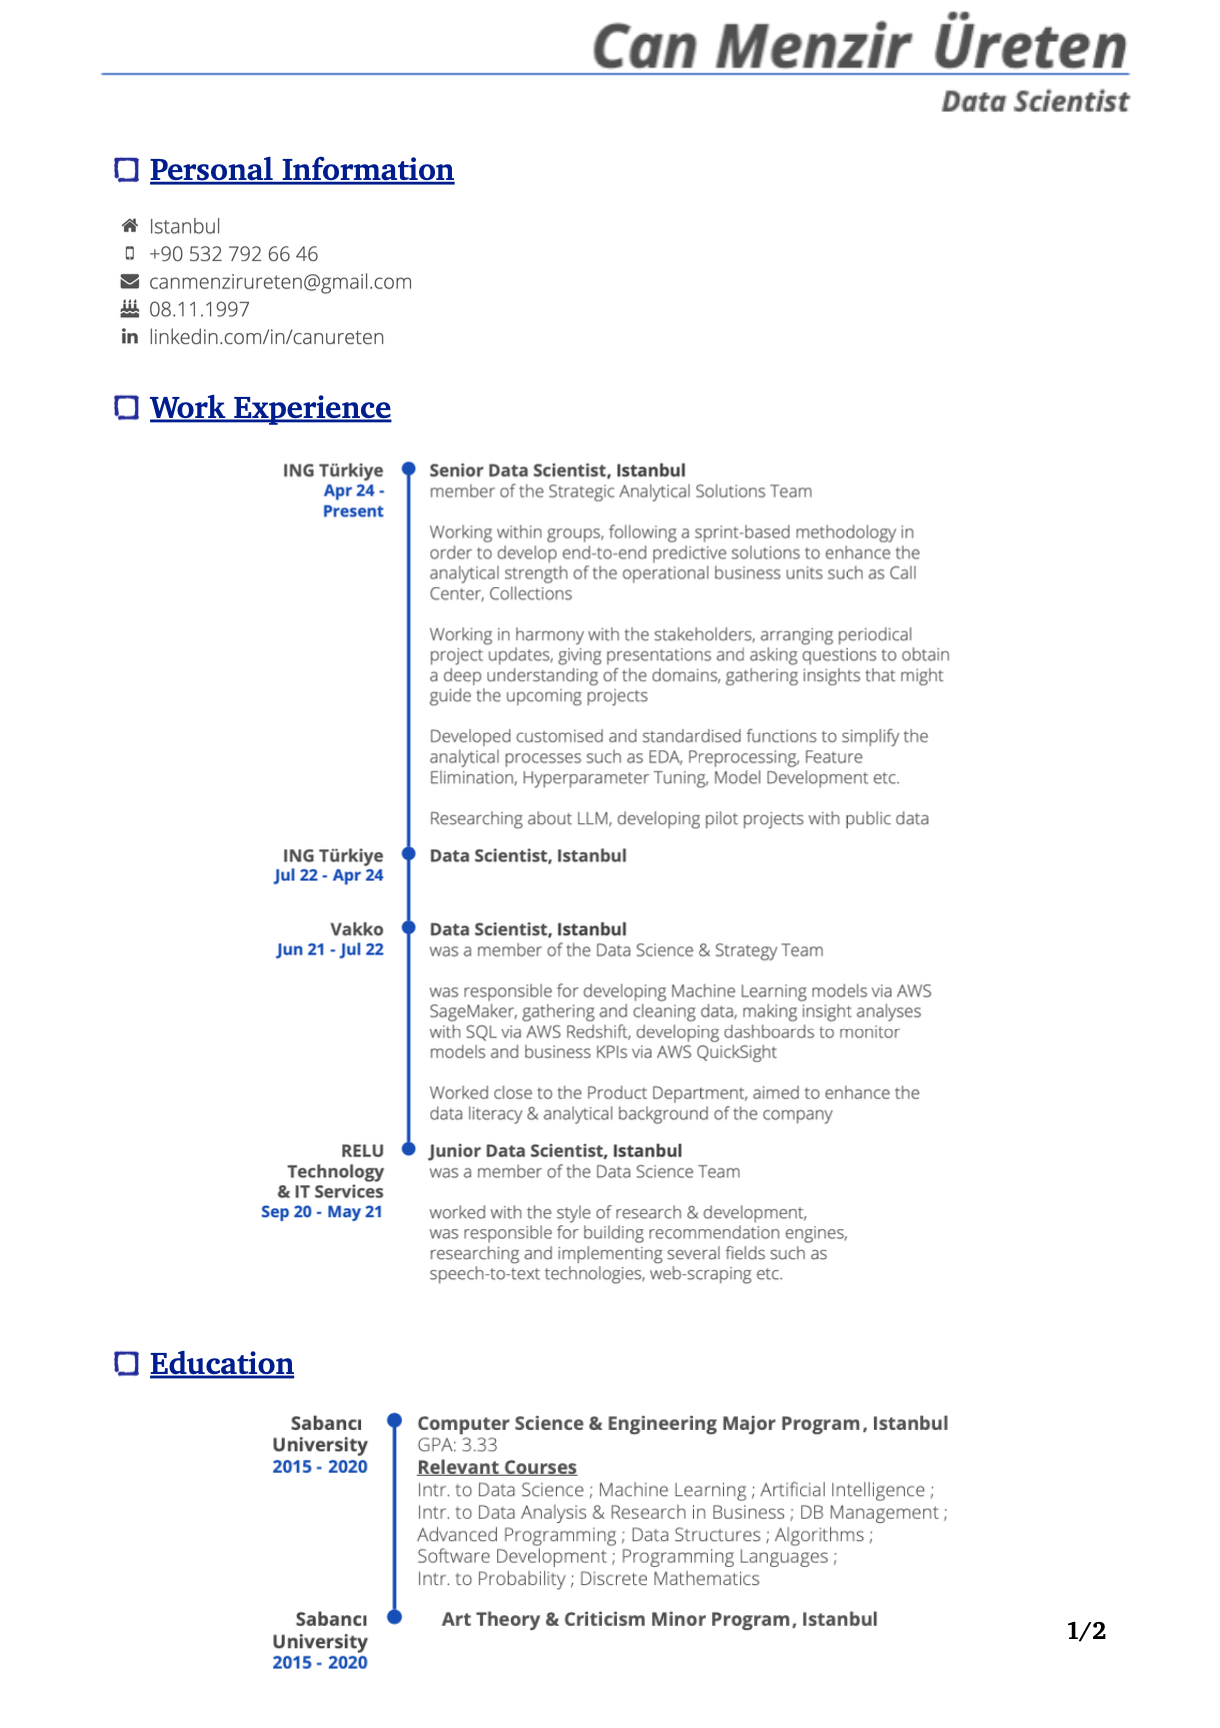 Can Menzir Üreten
Data Scientist
Personal Information
Istanbul
+90 532 792 66 46
canmenzirureten@gmail.com
08.11.1997
linkedin.com/in/canureten
Work Experience
ING Türkiye
Apr 24 -
Present
Senior Data Scientist, Istanbul
member of the Strategic Analytical Solutions Team
Working within groups, following a sprint-based methodology in
order to develop end-to-end predictive solutions to enhance the
analytical strength of the operational business units such as Call
Center, Collections
Working in harmony with the stakeholders, arranging periodical
project updates, giving presentations and asking questions to obtain
a deep understanding of the domains, gathering insights that might
guide the upcoming projects
Developed customised and standardised functions to simplify the
analytical processes such as EDA, Preprocessing, Feature
Elimination, Hyperparameter Tuning, Model Development etc.
Researching about LLM, developing pilot projects with public data
ING Türkiye
Jul 22 - Apr 24
Data Scientist, Istanbul
Vakko
Jun 21 - Jul 22
Data Scientist, Istanbul
was a member of the Data Science & Strategy Team
was responsible for developing Machine Learning models via AWS
SageMaker, gathering and cleaning data, making insight analyses
with SQL via AWS Redshift, developing dashboards to monitor
models and business KPIs via AWS QuickSight
Worked close to the Product Department, aimed to enhance the
data literacy & analytical background of the company
RELU
Technology
& IT Services
Sep 20 - May 21
Junior Data Scientist, Istanbul
was a member of the Data Science Team
worked with the style of research & development,
was responsible for building recommendation engines,
researching and implementing several fields such as
speech-to-text technologies, web-scraping etc.
Education
Sabancı
University
2015 - 2020
Computer Science & Engineering Major Program, Istanbul
GPA: 3.33
Relevant Courses
Intr. to Data Science ; Machine Learning ; Artificial Intelligence ;
Intr. to Data Analysis & Research in Business ; DB Management ;
Advanced Programming ; Data Structures ; Algorithms ;
Software Development ; Programming Languages ;
Intr. to Probability ; Discrete Mathematics
Sabancı
University
2015 - 2020
Art Theory & Criticism Minor Program, Istanbul
1/2